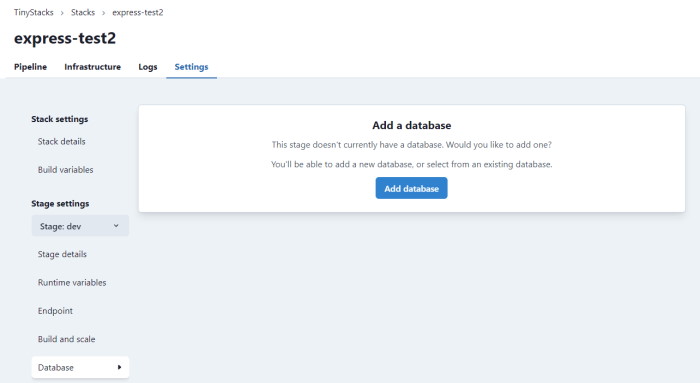 TinyStacks > Stacks > express-test2
express-test2
Pipeline Infrastructure Logs Settings
Stack settings
Stack details
Build variables
Stage settings
Stage: dev
Stage details
Runtime variables
Endpoint
Build and scale
Database
Add a database
This stage doesn't currently have a database. Would you like to add one?
You'll be able to add a new database, or select from an existing database.
Add database